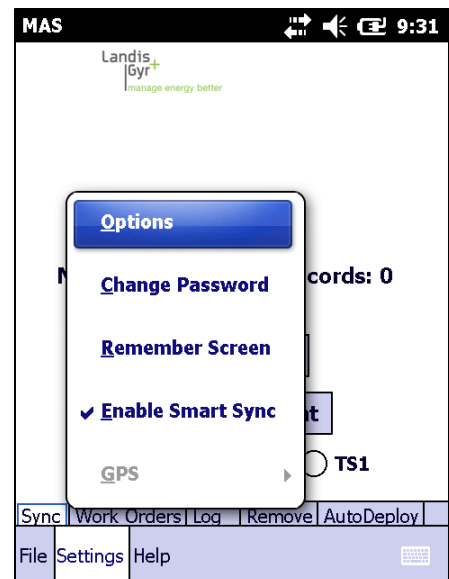 MAS 9:31
Landis
Gyr+
manage energy better
Options
N
Change Password
cords: 0
Remember Screen
Enable Smart Sync
t
GPS
TS1
Sync Work Orders Log Remove AutoDeploy
File Settings Help